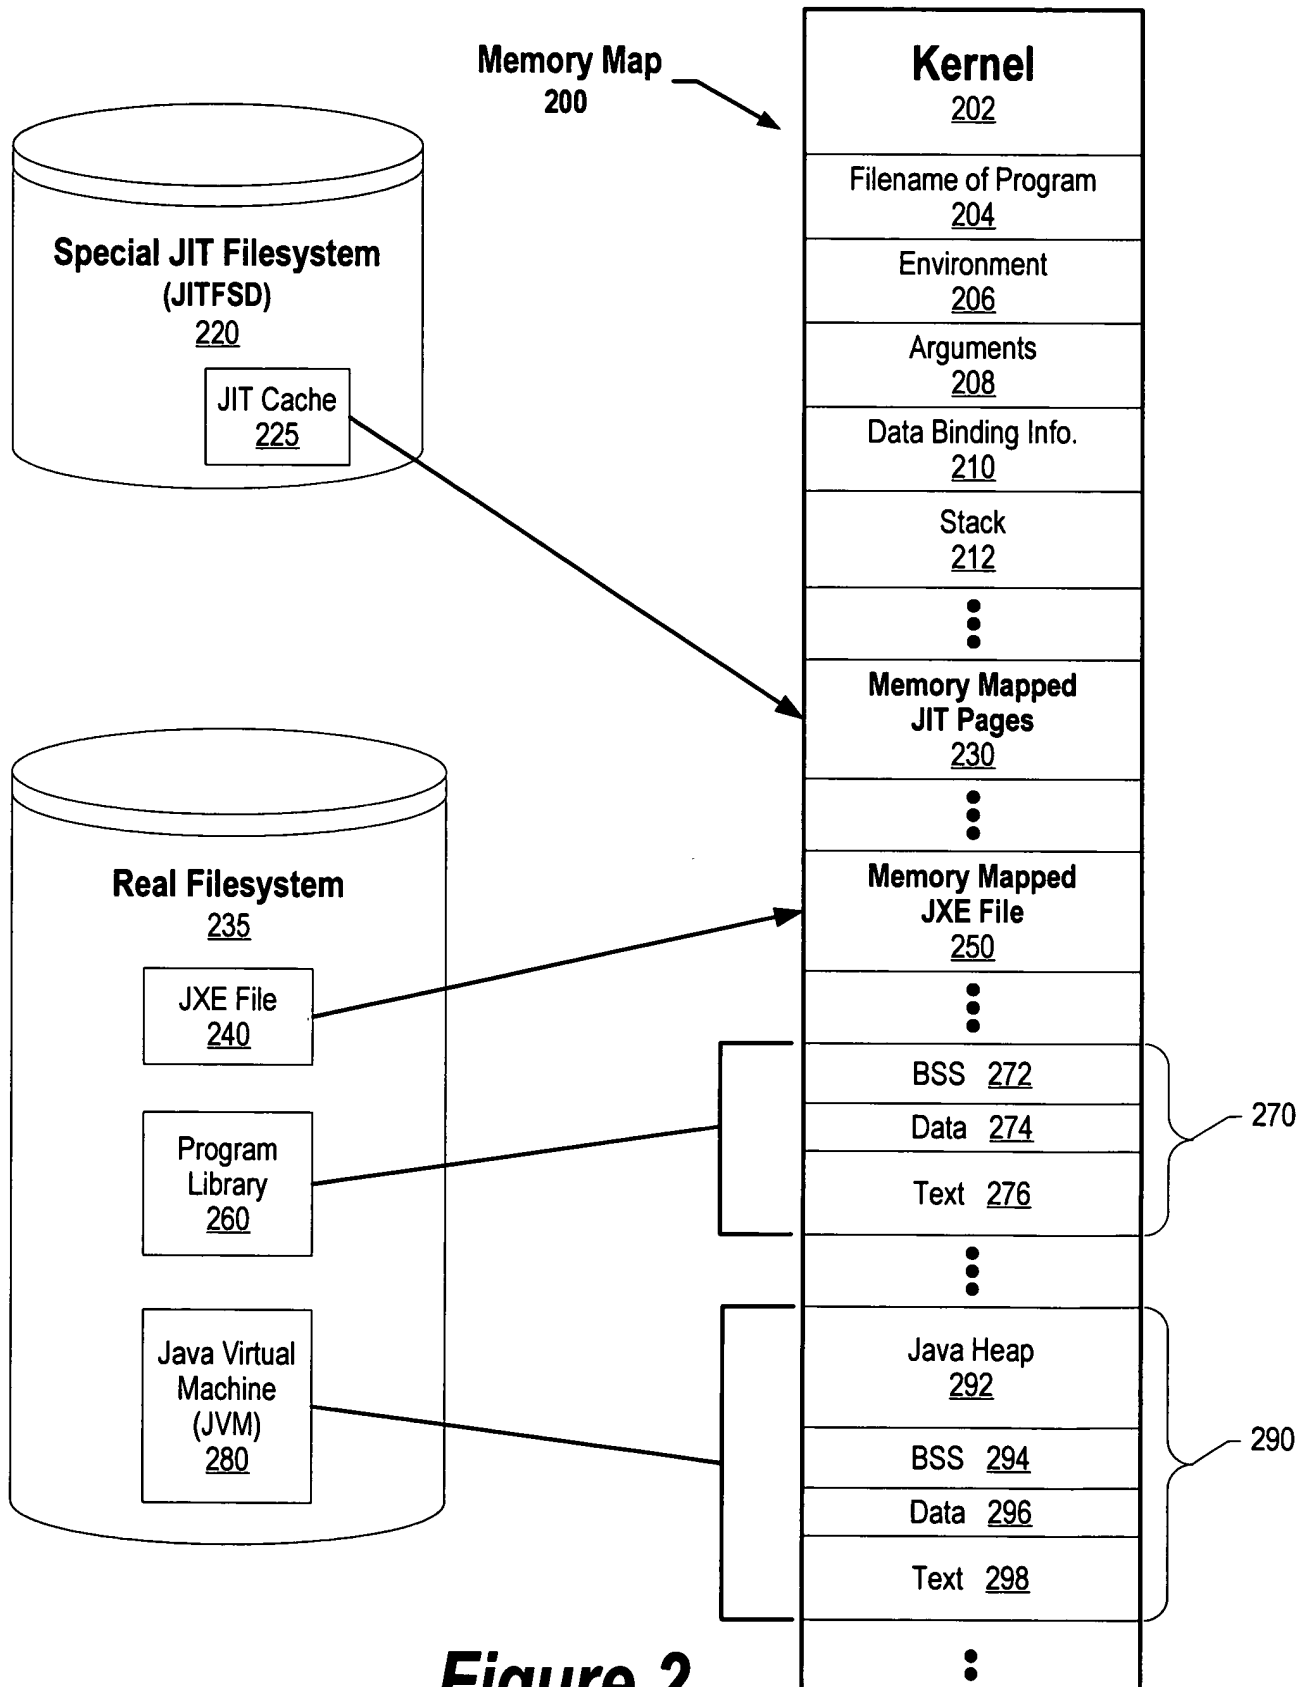 Memory Map
200
Special JIT Filesystem
(JITFSD)
220
JIT Cache
225
Real Filesystem
235
JXE File
240
Program
Library
260
Java Virtual
Machine
(JVM)
280
Kernel
202
Filename of Program
204
Environment
206
Arguments
208
Data Binding Info.
210
Stack
212
Memory Mapped
JIT Pages
230
Memory Mapped
JXE File
250
BSS 272
Data 274
Text 276
270
Java Heap
292
BSS 294
Data 296
Text 298
290
Figure 2